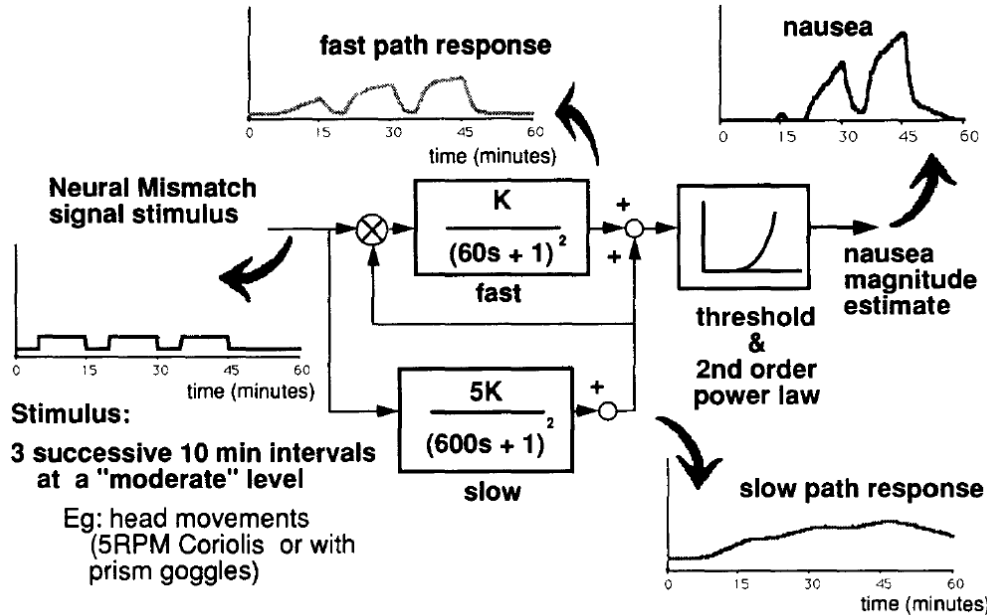 fast path response
0 15 30 45 60
time (minutes)
nausea
0 15 30 45 60
time (minutes)
Neural Mismatch
signal stimulus
K
(60s + 1)²
fast
+
+
nausea
magnitude
estimate
threshold
&
2nd order
power law
0 15 30 45 60
time (minutes)
Stimulus:
3 successive 10 min intervals
at a "moderate" level
Eg: head movements
(5RPM Coriolis or with
prism goggles)
5K
(600s + 1)²
slow
+
slow path response
0 15 30 45 60
time (minutes)